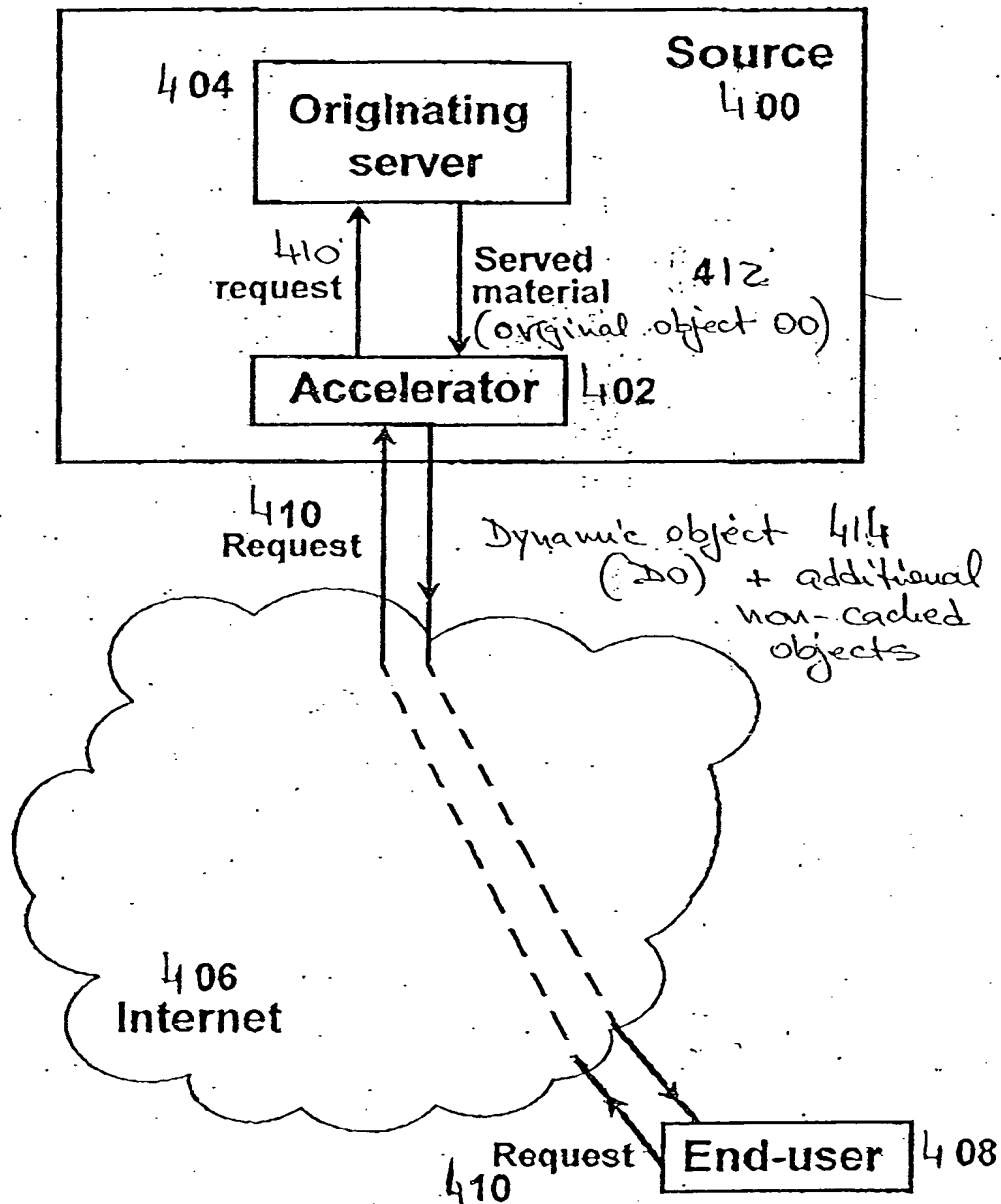 Source
400
404
Originating
server
410
request
Served
material
412
(original object OO)
Accelerator
402
410
Request
Dynamic object 414
(DO) + additional
non-cached
objects
406
Internet
Request
410
End-user
408